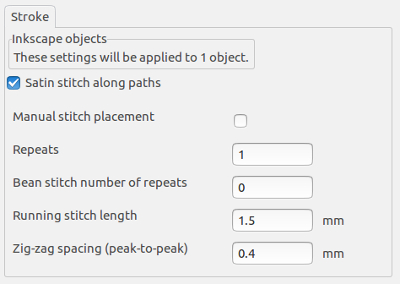 Stroke
Inkscape objects
These settings will be applied to 1 object.
Satin stitch along paths
Manual stitch placement
Repeats 1
Bean stitch number of repeats 0
Running stitch length 1.5 mm
Zig-zag spacing (peak-to-peak) 0.4 mm